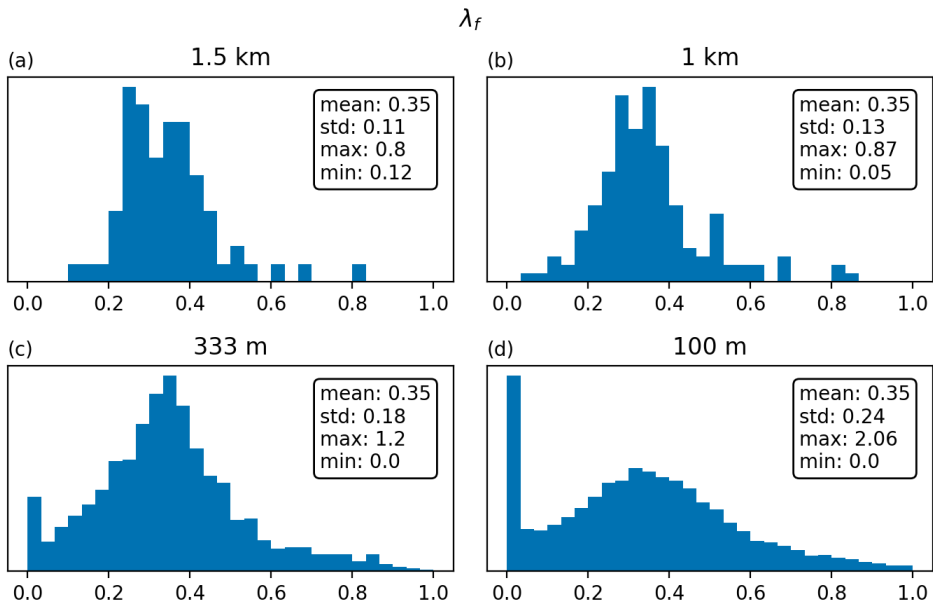 λf
(a) 1.5 km
mean: 0.35
std: 0.11
max: 0.8
min: 0.12
0.0 0.2 0.4 0.6 0.8 1.0
(b) 1 km
mean: 0.35
std: 0.13
max: 0.87
min: 0.05
0.0 0.2 0.4 0.6 0.8 1.0
(c) 333 m
mean: 0.35
std: 0.18
max: 1.2
min: 0.0
0.0 0.2 0.4 0.6 0.8 1.0
(d) 100 m
mean: 0.35
std: 0.24
max: 2.06
min: 0.0
0.0 0.2 0.4 0.6 0.8 1.0